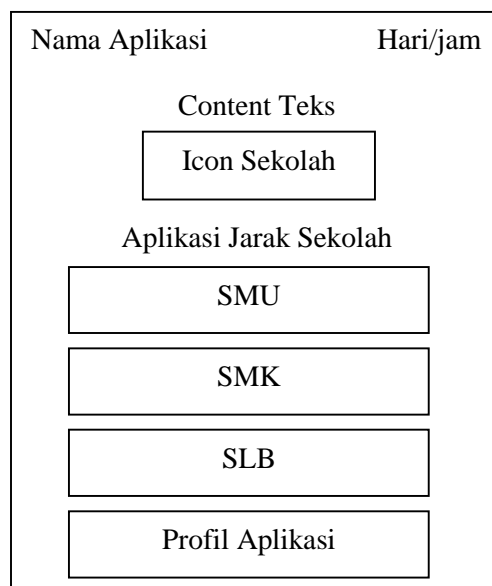 Nama Aplikasi Hari/jam
Content Teks
Icon Sekolah
Aplikasi Jarak Sekolah
SMU
SMK
SLB
Profil Aplikasi